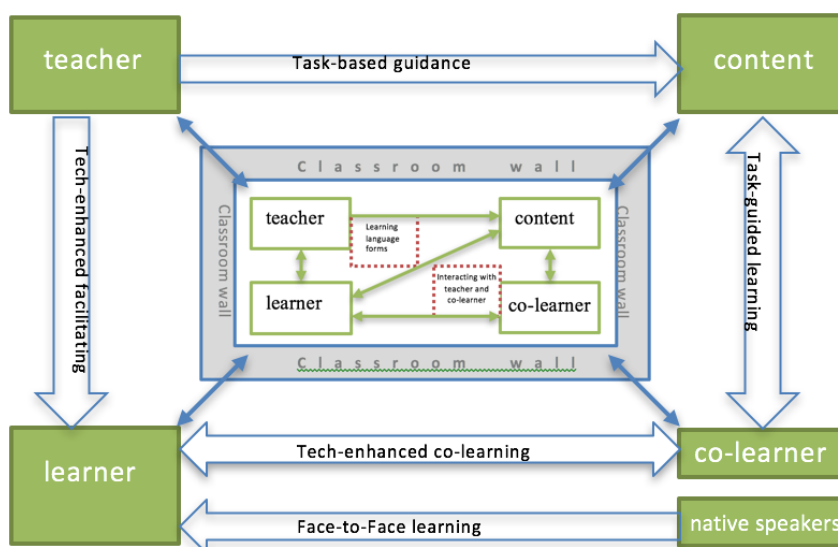 teacher
Task-based guidance
content
Tech-enhanced facilitating
Classroom wall
Classroom wall
teacher
content
Classroom wall
Learning
language
forms
Interacting with
teacher and
co-learner
learner
co-learner
Classroom wall
Task-guided learning
learner
Tech-enhanced co-learning
co-learner
Face-to-Face learning
native speakers